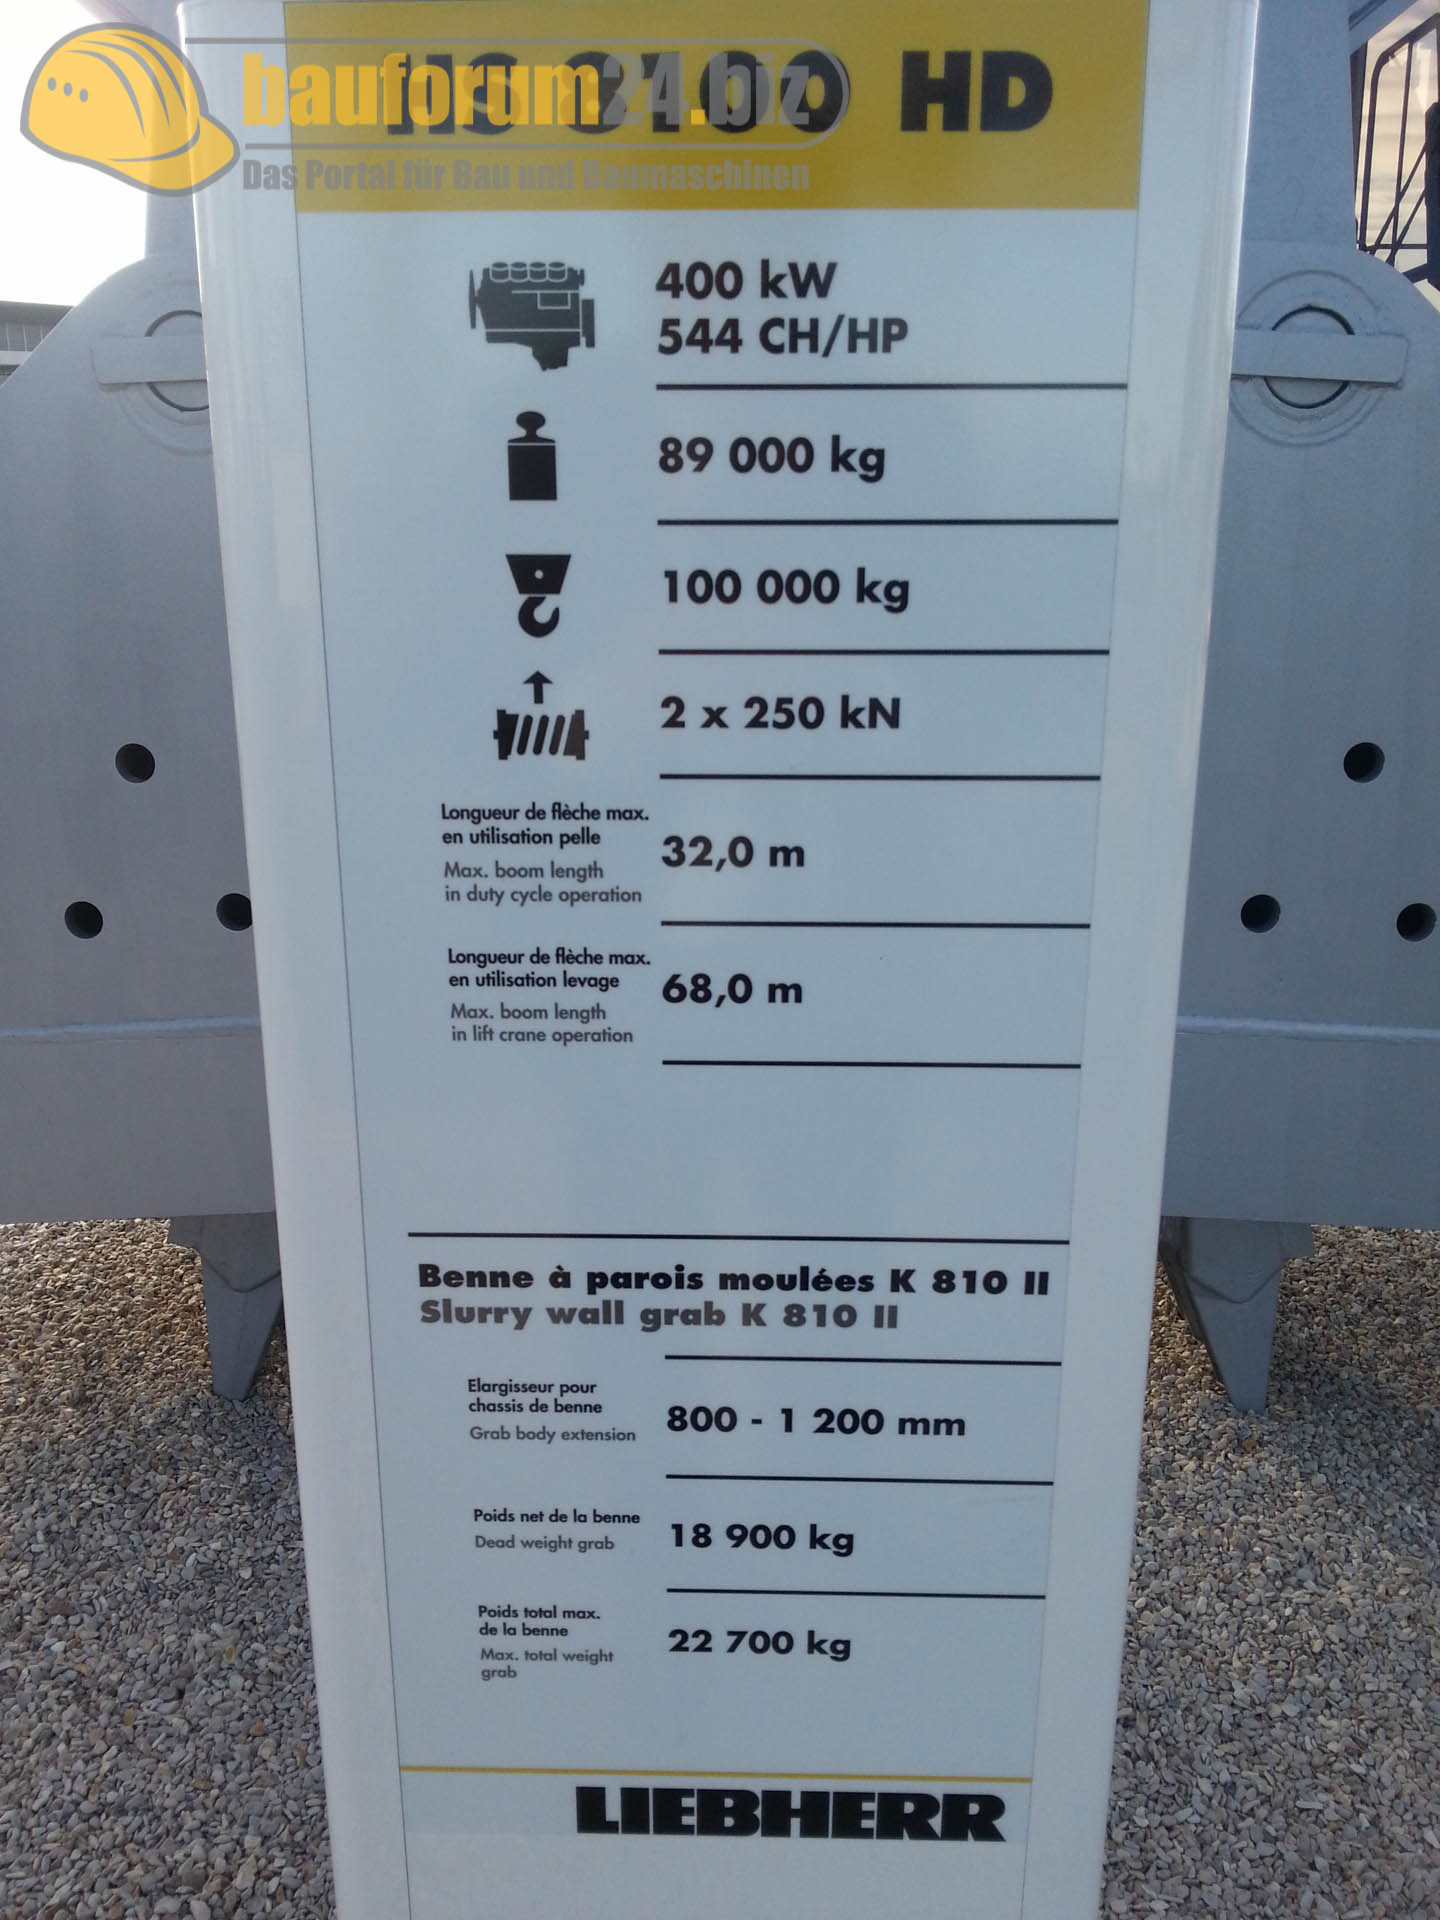 HS 8100 HD
bauforum24.biz
Das Portal für Bau und Baumaschinen
400 kW
544 CH/HP
89 000 kg
100 000 kg
2 x 250 kN
Longueur de flèche max.
en utilisation pelle
Max. boom length
in duty cycle operation
32,0 m
Longueur de flèche max.
en utilisation levage
Max. boom length
in lift crane operation
68,0 m
Benne à parois moulées K 810 II
Slurry wall grab K 810 II
Elargisseur pour
chassis de benne
Grab body extension
800 - 1 200 mm
Poids net de la benne
Dead weight grab
18 900 kg
Poids total max.
de la benne
Max. total weight
grab
22 700 kg
LIEBHERR